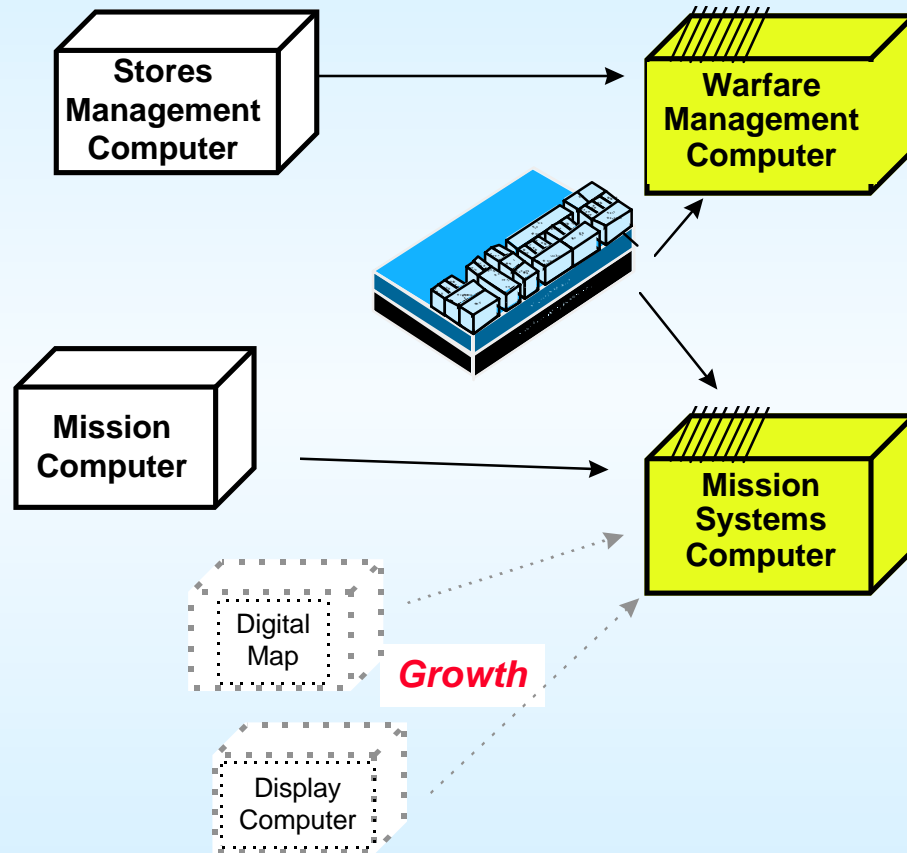 Stores
Management
Computer
Warfare
Management
Computer
Mission
Computer
Mission
Systems
Computer
Digital
Map
Growth
Display
Computer